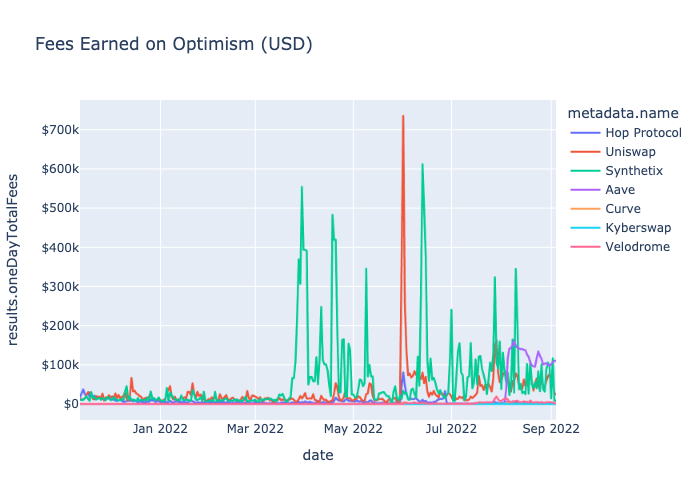 Fees Earned on Optimism (USD)
metadata.name
Hop Protocol
Uniswap
Synthetix
Aave
Curve
Kyberswap
Velodrome
results.oneDayTotalFees
$700k
$600k
$500k
$400k
$300k
$200k
$100k
$0
Jan 2022 Mar 2022 May 2022 Jul 2022 Sep 2022
date